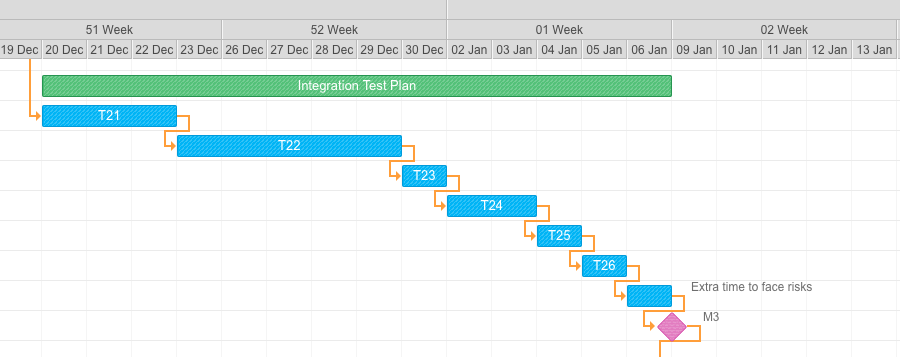 51 Week 52 Week 01 Week 02 Week
19 Dec 20 Dec 21 Dec 22 Dec 23 Dec 26 Dec 27 Dec 28 Dec 29 Dec 30 Dec 02 Jan 03 Jan 04 Jan 05 Jan 06 Jan 09 Jan 10 Jan 11 Jan 12 Jan 13 Jan
Integration Test Plan
T21
T22
T23
T24
T25
T26
Extra time to face risks
M3